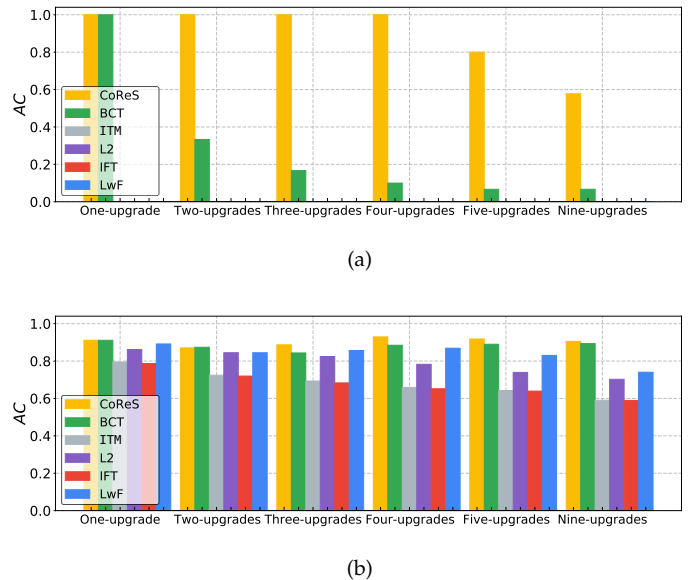 1.0
0.8
0.6
0.4
0.2
0.0
AC
CoReS
BCT
ITM
L2
IFT
LwF
One-upgrade Two-upgrades Three-upgrades Four-upgrades Five-upgrades Nine-upgrades
(a)
1.0
0.8
0.6
0.4
0.2
0.0
AC
CoReS
BCT
ITM
L2
IFT
LwF
One-upgrade Two-upgrades Three-upgrades Four-upgrades Five-upgrades Nine-upgrades
(b)